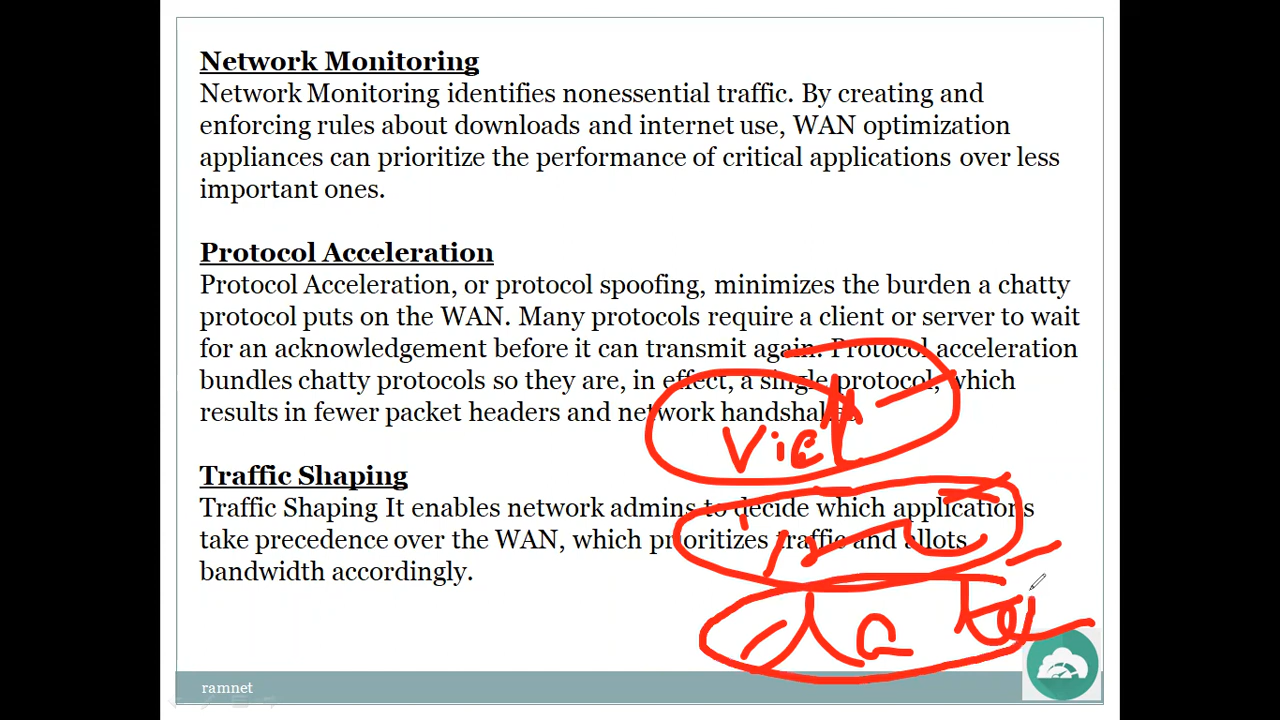 Network Monitoring
Network Monitoring identifies nonessential traffic. By creating and
enforcing rules about downloads and internet use, WAN optimization
appliances can prioritize the performance of critical applications over less
important ones.
Protocol Acceleration
Protocol Acceleration, or protocol spoofing, minimizes the burden a chatty
protocol puts on the WAN. Many protocols require a client or server to wait
for an acknowledgement before it can transmit again. Protocol acceleration
bundles chatty protocols so they are, in effect, a single protocol, which
results in fewer packet headers and network
Traffic Shaping
Traffic Shaping It enables network admins to decide which applications
take precedence over the WAN, which prioritizes traffic and allots
bandwidth accordingly.
ramnet